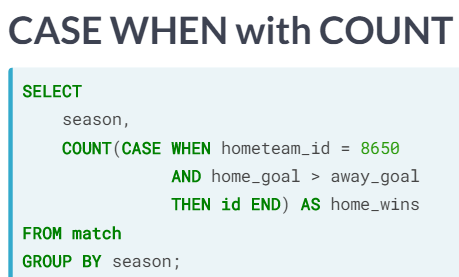 CASE WHEN with COUNT
SELECT
season,
COUNT(CASE WHEN hometeam_id = 8650
AND home_goal > away_goal
THEN id END) AS home_wins
FROM match
GROUP BY season;